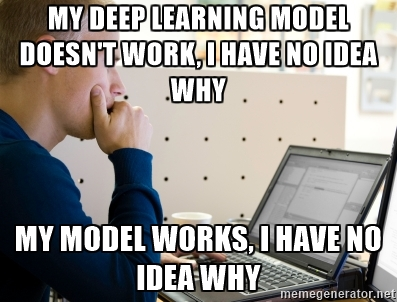 MY DEEP LEARNING MODEL
DOESN'T WORK, I HAVE NO IDEA
WHY
MY MODEL WORKS, I HAVE NO
IDEA WHY
memegenerator.net